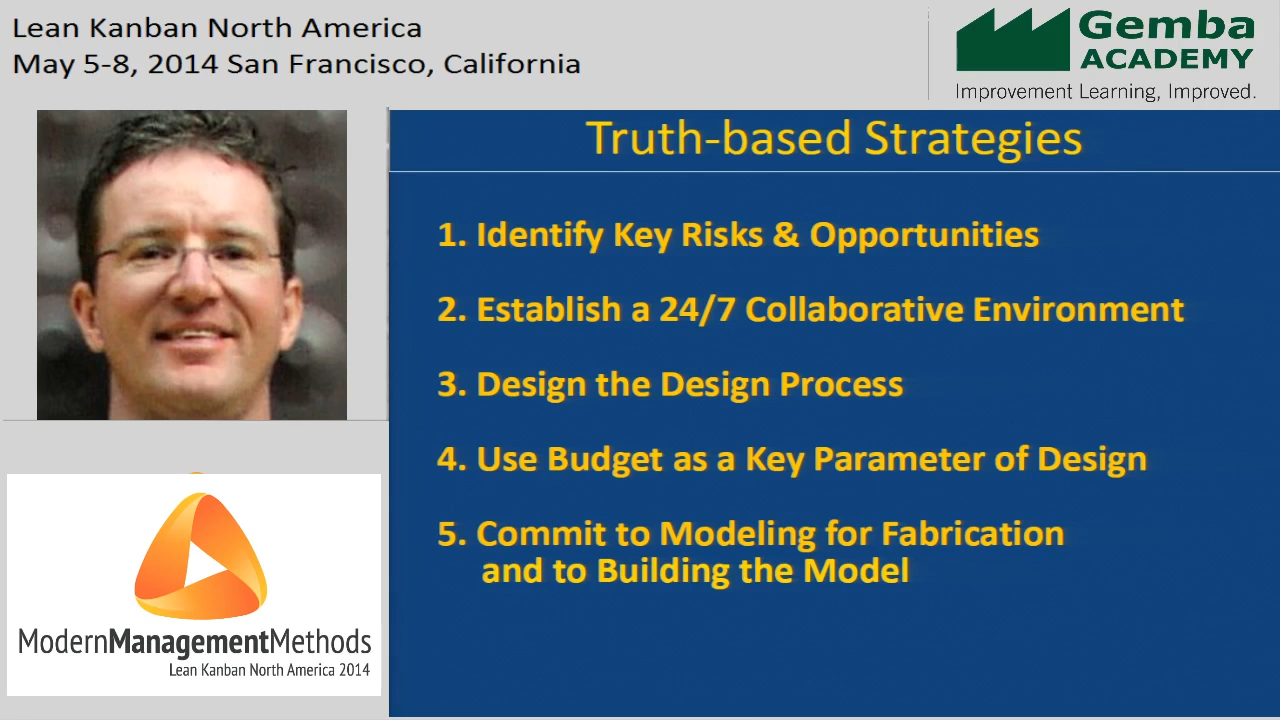 Lean Kanban North America
May 5-8, 2014 San Francisco, California
Gemba
ACADEMY
Improvement Learning, Improved.
Truth-based Strategies
1. Identify Key Risks & Opportunities
2. Establish a 24/7 Collaborative Environment
3. Design the Design Process
4. Use Budget as a Key Parameter of Design
5. Commit to Modeling for Fabrication
and to Building the Model
ModernManagementMethods
Lean Kanban North America 2014